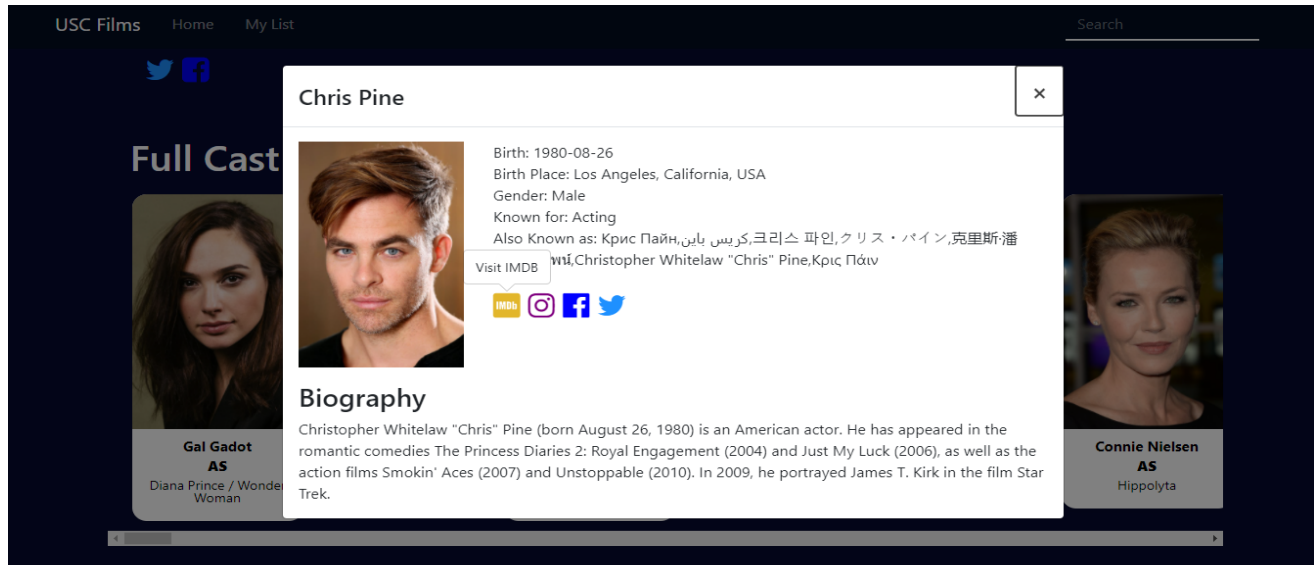 USC Films Home My List Search
Full Cast
Chris Pine ×
Birth: 1980-08-26
Birth Place: Los Angeles, California, USA
Gender: Male
Known for: Acting
Also Known as: Крис Пайн,کریس باین,크리스 파인,クリス・パイン,克里斯·潘
Christopher Whitelaw "Chris" Pine,Κρις Πάιν
Visit IMDB
IMDb
Biography
Christopher Whitelaw "Chris" Pine (born August 26, 1980) is an American actor. He has appeared in the
romantic comedies The Princess Diaries 2: Royal Engagement (2004) and Just My Luck (2006), as well as the
action films Smokin' Aces (2007) and Unstoppable (2010). In 2009, he portrayed James T. Kirk in the film Star
Trek.
Gal Gadot
AS
Diana Prince / Wonder
Woman
Connie Nielsen
AS
Hippolyta